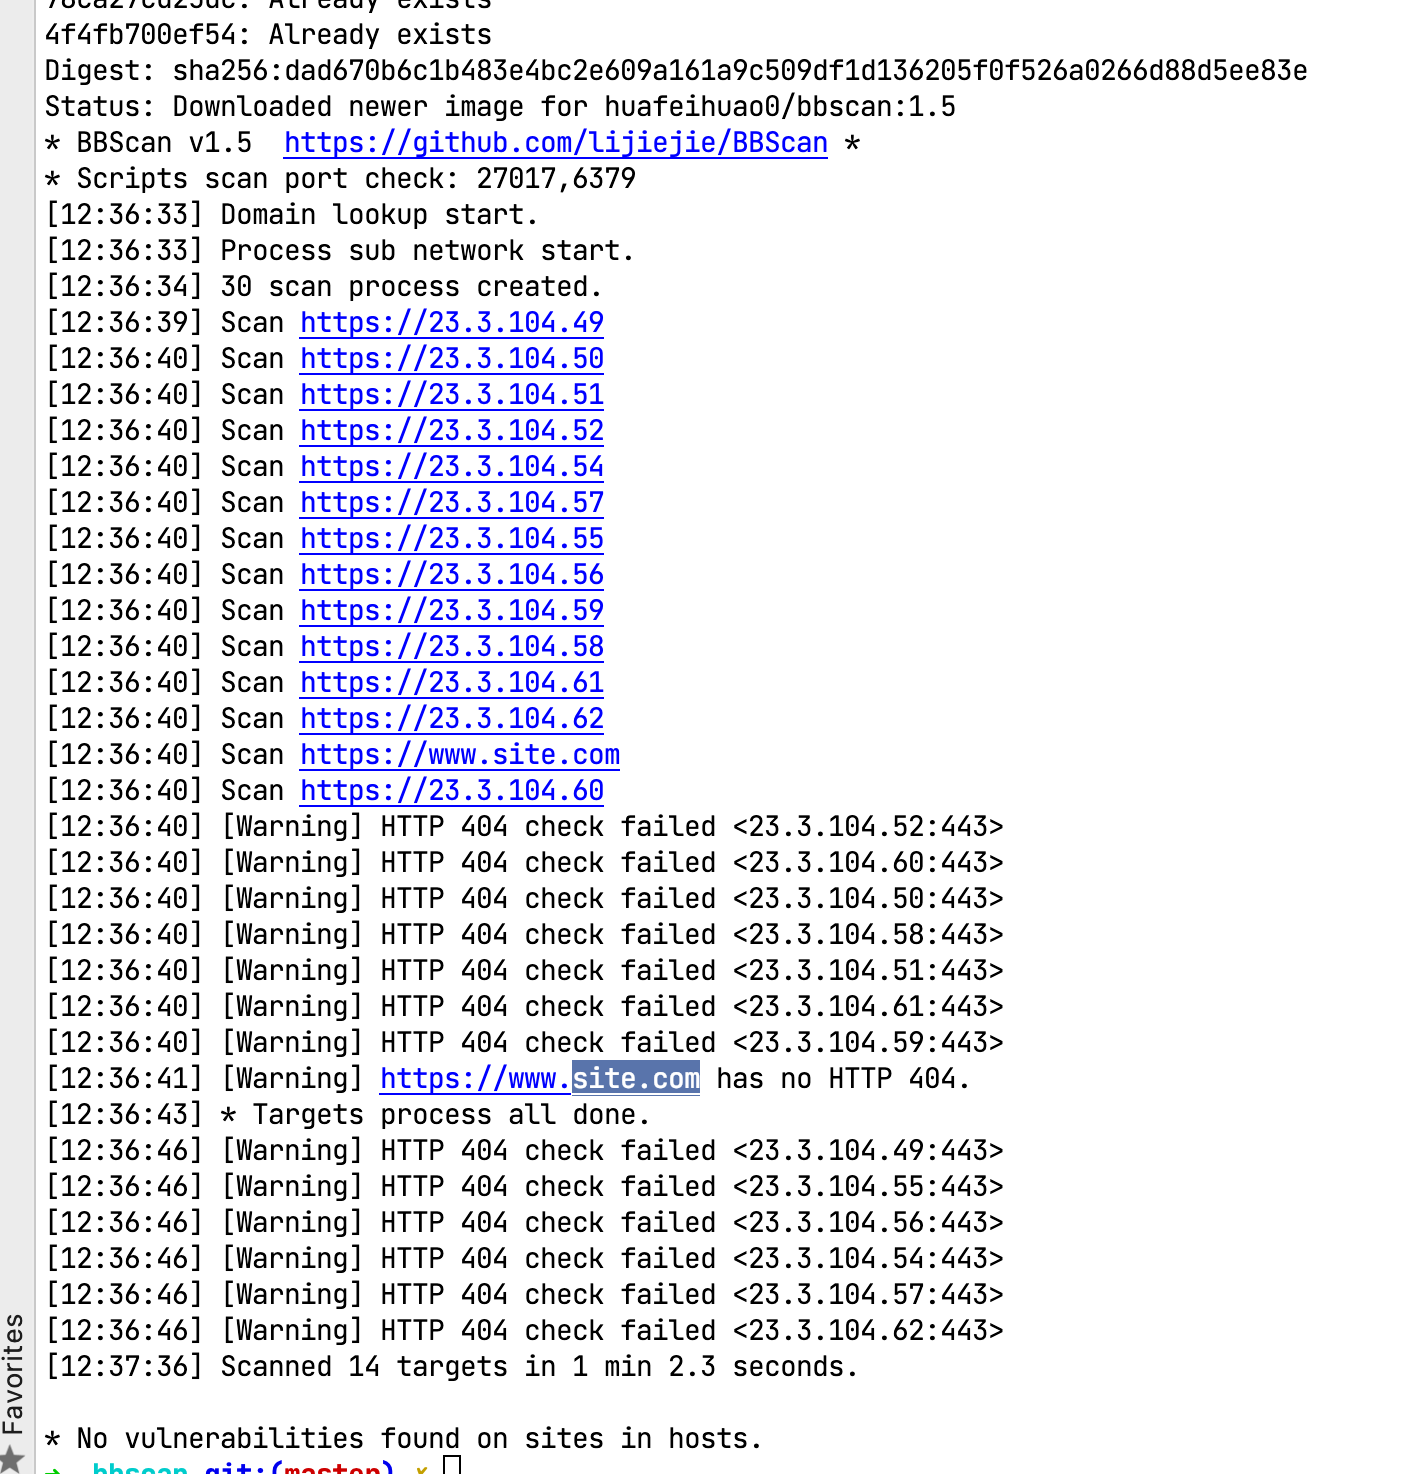 78ca27cd25dc: Already exists
4f4fb700ef54: Already exists
Digest: sha256:dad670b6c1b483e4bc2e609a161a9c509df1d136205f0f526a0266d88d5ee83e
Status: Downloaded newer image for huafeihuao0/bbscan:1.5
* BBScan v1.5  https://github.com/lijiejie/BBScan *
* Scripts scan port check: 27017,6379
[12:36:33] Domain lookup start.
[12:36:33] Process sub network start.
[12:36:34] 30 scan process created.
[12:36:39] Scan https://23.3.104.49
[12:36:40] Scan https://23.3.104.50
[12:36:40] Scan https://23.3.104.51
[12:36:40] Scan https://23.3.104.52
[12:36:40] Scan https://23.3.104.54
[12:36:40] Scan https://23.3.104.57
[12:36:40] Scan https://23.3.104.55
[12:36:40] Scan https://23.3.104.56
[12:36:40] Scan https://23.3.104.59
[12:36:40] Scan https://23.3.104.58
[12:36:40] Scan https://23.3.104.61
[12:36:40] Scan https://23.3.104.62
[12:36:40] Scan https://www.site.com
[12:36:40] Scan https://23.3.104.60
[12:36:40] [Warning] HTTP 404 check failed <23.3.104.52:443>
[12:36:40] [Warning] HTTP 404 check failed <23.3.104.60:443>
[12:36:40] [Warning] HTTP 404 check failed <23.3.104.50:443>
[12:36:40] [Warning] HTTP 404 check failed <23.3.104.58:443>
[12:36:40] [Warning] HTTP 404 check failed <23.3.104.51:443>
[12:36:40] [Warning] HTTP 404 check failed <23.3.104.61:443>
[12:36:40] [Warning] HTTP 404 check failed <23.3.104.59:443>
[12:36:41] [Warning] https://www.site.com has no HTTP 404.
[12:36:43] * Targets process all done.
[12:36:46] [Warning] HTTP 404 check failed <23.3.104.49:443>
[12:36:46] [Warning] HTTP 404 check failed <23.3.104.55:443>
[12:36:46] [Warning] HTTP 404 check failed <23.3.104.56:443>
[12:36:46] [Warning] HTTP 404 check failed <23.3.104.54:443>
[12:36:46] [Warning] HTTP 404 check failed <23.3.104.57:443>
[12:36:46] [Warning] HTTP 404 check failed <23.3.104.62:443>
[12:37:36] Scanned 14 targets in 1 min 2.3 seconds.
* No vulnerabilities found on sites in hosts.
➜  bbscan git:(master) ✗
Favorites